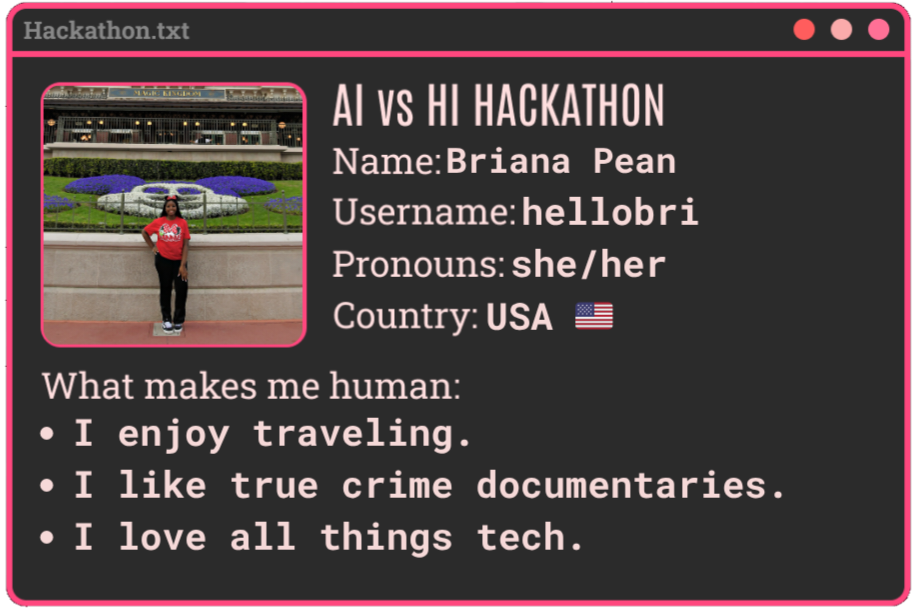 Hackathon.txt
MAGIC KINGDOM
AI vs HI HACKATHON
Name: Briana Pean
Username: hellobri
Pronouns: she/her
Country: USA 🇺🇸
What makes me human:
• I enjoy traveling.
• I like true crime documentaries.
• I love all things tech.